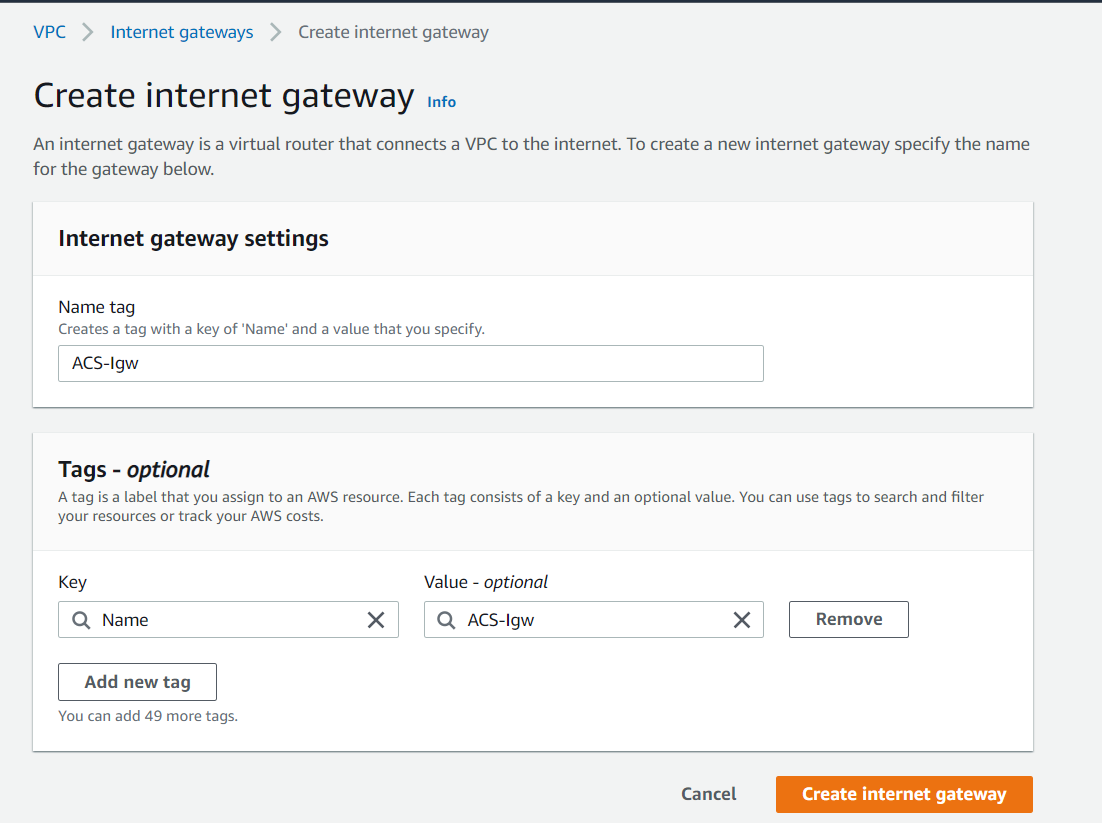 VPC Internet gateways Create internet gateway
Create internet gateway Info
An internet gateway is a virtual router that connects a VPC to the internet. To create a new internet gateway specify the name
for the gateway below.
Internet gateway settings
Name tag
Creates a tag with a key of 'Name' and a value that you specify.
ACS-Igw
Tags - optional
A tag is a label that you assign to an AWS resource. Each tag consists of a key and an optional value. You can use tags to search and filter
your resources or track your AWS costs.
Key Value - optional
Name ACS-Igw Remove
Add new tag
You can add 49 more tags.
Cancel Create internet gateway